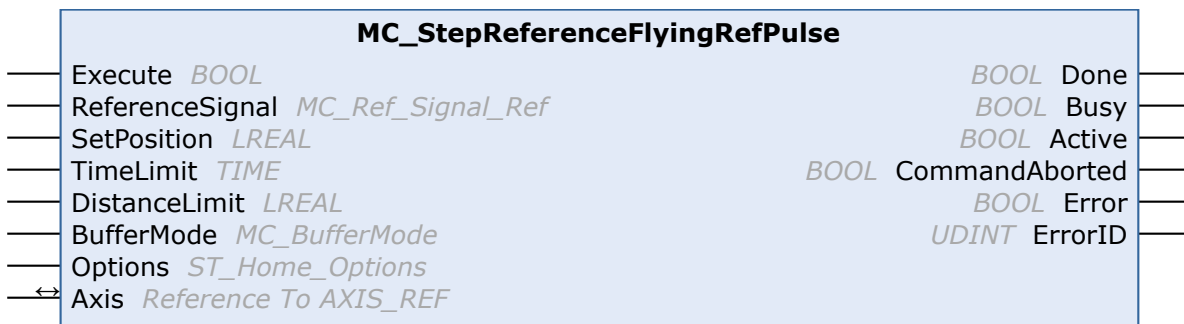 MC_StepReferenceFlyingRefPulse
Execute BOOL BOOL Done
ReferenceSignal MC_Ref_Signal_Ref BOOL Busy
SetPosition LREAL BOOL Active
TimeLimit TIME BOOL CommandAborted
DistanceLimit LREAL BOOL Error
BufferMode MC_BufferMode UDINT ErrorID
Options ST_Home_Options
↔ Axis Reference To AXIS_REF